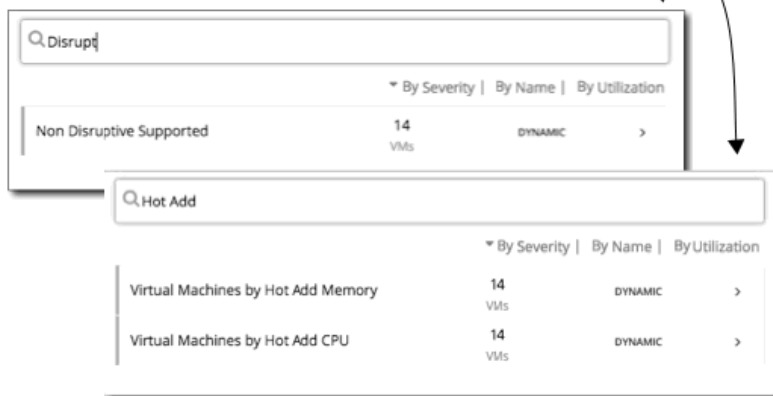 Disrupt
By Severity | By Name | By Utilization
Non Disruptive Supported 14 DYNAMIC >
VMs
Hot Add
By Severity | By Name | By Utilization
Virtual Machines by Hot Add Memory 14 DYNAMIC >
VMs
Virtual Machines by Hot Add CPU 14 DYNAMIC >
VMs